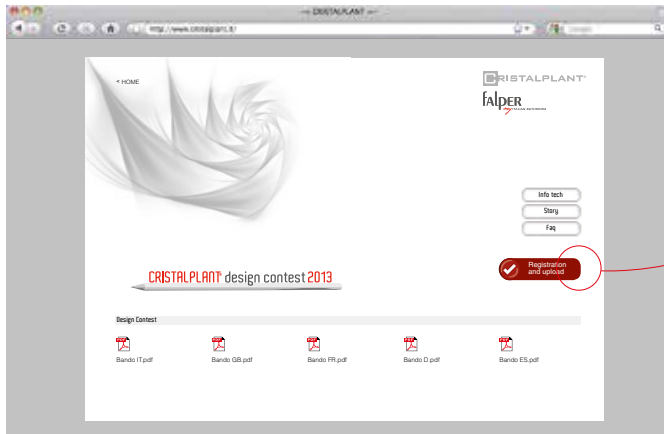 — CRISTALPLANT —
http://www.cristalplant.it/
Google
< HOME
CRISTALPLANT®
falper
Info tech
Story
Faq
Registration
and upload
CRISTALPLANT® design contest 2013
Design Contest
Bando IT.pdf
Bando GB.pdf
Bando FR.pdf
Bando D.pdf
Bando ES.pdf